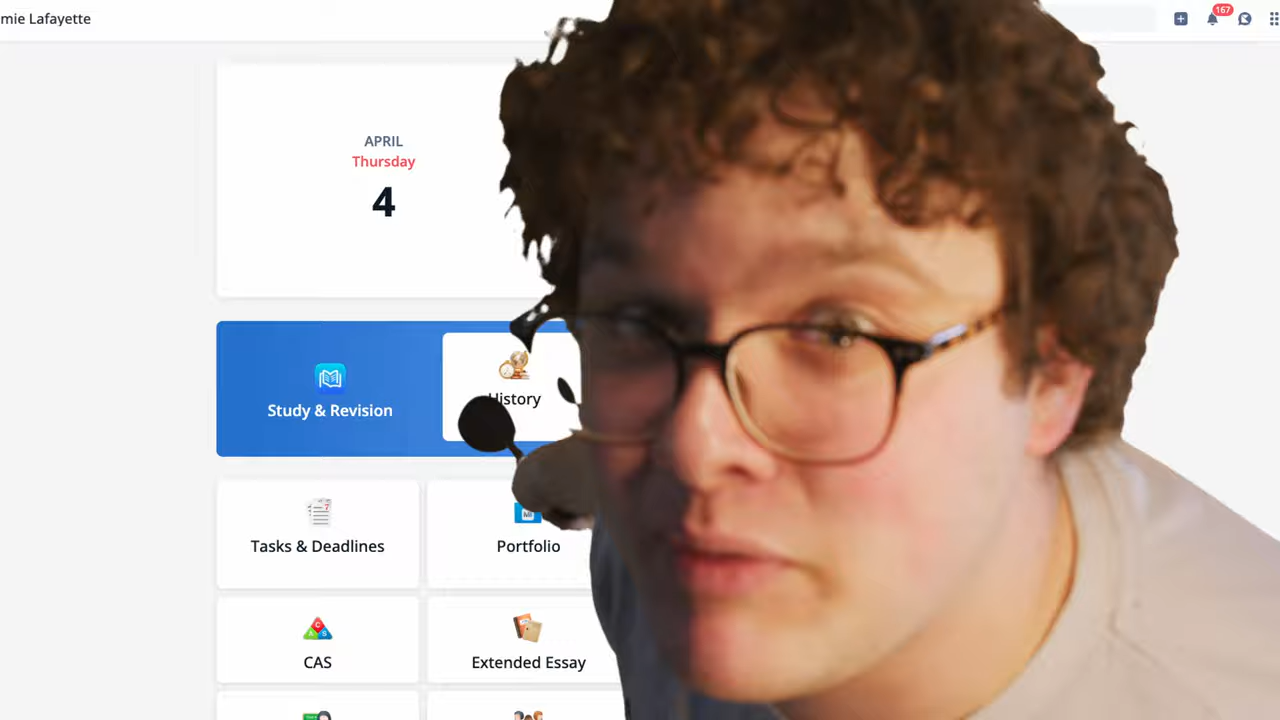 mie Lafayette
167
APRIL
Thursday
4
Study & Revision
History
Tasks & Deadlines
Portfolio
CAS
Extended Essay